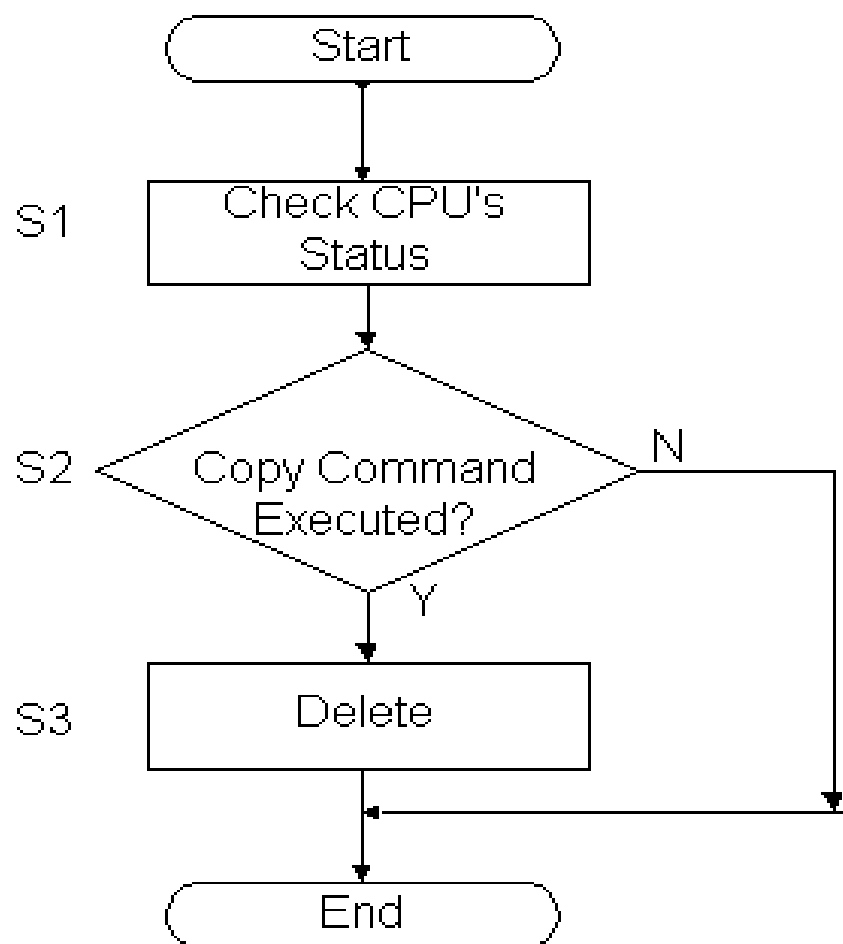 Start
S1
Check CPU's
Status
S2
Copy Command
Executed?
N
Y
S3
Delete
End